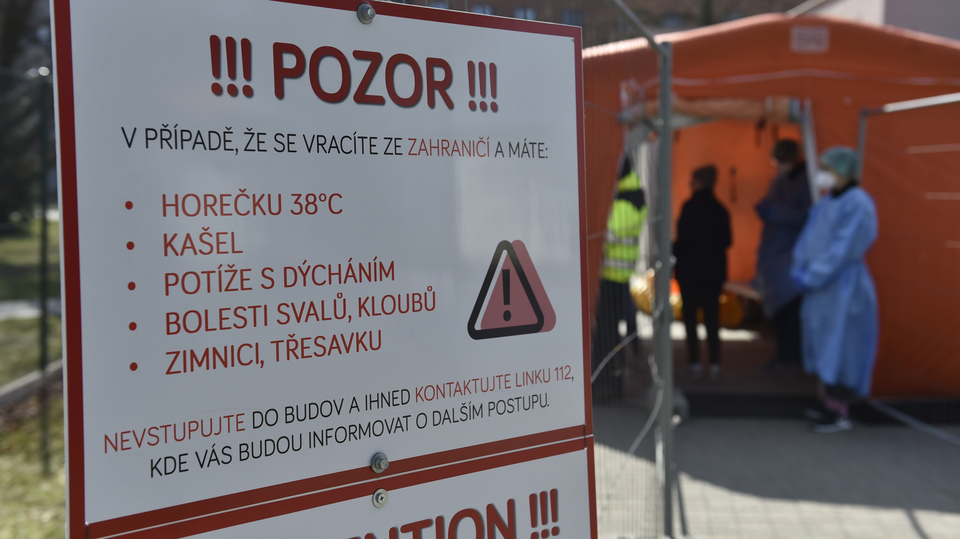 !!! POZOR !!!
V PŘÍPADĚ, ŽE SE VRACÍTE ZE ZAHRANIČÍ A MÁTE:
• HOREČKU 38°C
• KAŠEL
• POTÍŽE S DÝCHÁNÍM
• BOLESTI SVALŮ, KLOUBŮ
• ZIMNICI, TŘESAVKU
NEVSTUPUJTE DO BUDOV A IHNED KONTAKTUJTE LINKU 112,
KDE VÁS BUDOU INFORMOVAT O DALŠÍM POSTUPU.
TENTION !!!